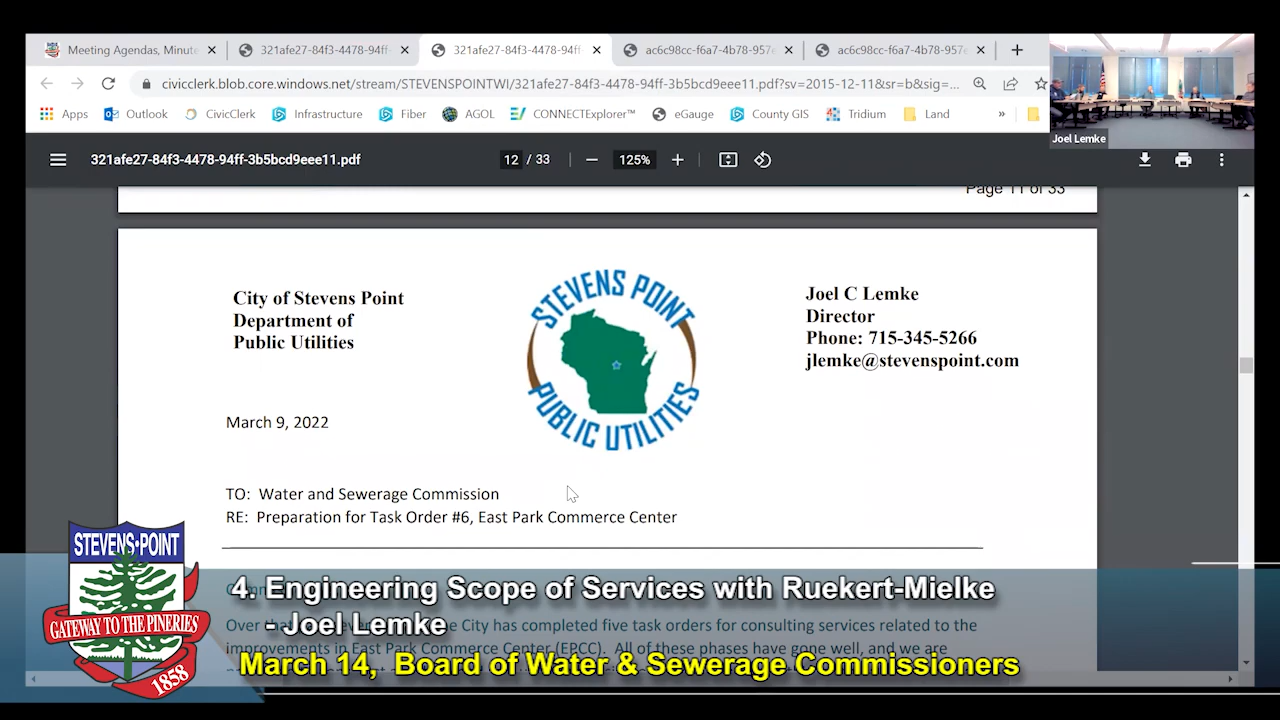 Meeting Agendas, Minute
321afe27-84f3-4478-94ff
321afe27-84f3-4478-94ff
ac6c98cc-f6a7-4b78-957e
ac6c98cc-f6a7-4b78-957e
civicclerk.blob.core.windows.net/stream/STEVENSPOINTWI/321afe27-84f3-4478-94ff-3b5bcd9eee11.pdf?sv=2015-12-11&sr=b&sig=...
Apps Outlook CivicClerk Infrastructure Fiber AGOL CONNECTExplorer™ eGauge County GIS Tridium Land »
Joel Lemke
321afe27-84f3-4478-94ff-3b5bcd9eee11.pdf 12 / 33 125%
Page 11 of 33
City of Stevens Point
Department of
Public Utilities
STEVENS POINT
PUBLIC UTILITIES
Joel C Lemke
Director
Phone: 715-345-5266
jlemke@stevenspoint.com
March 9, 2022
TO: Water and Sewerage Commission
RE: Preparation for Task Order #6, East Park Commerce Center
STEVENS•POINT
GATEWAY TO THE PINERIES
1858
4. Engineering Scope of Services with Ruekert-Mielke
- Joel Lemke
the City has completed five task orders for consulting services related to the
improvements in East Park Commerce Center (EPCC). All of these phases have gone well, and we are
March 14, Board of Water & Sewerage Commissioners